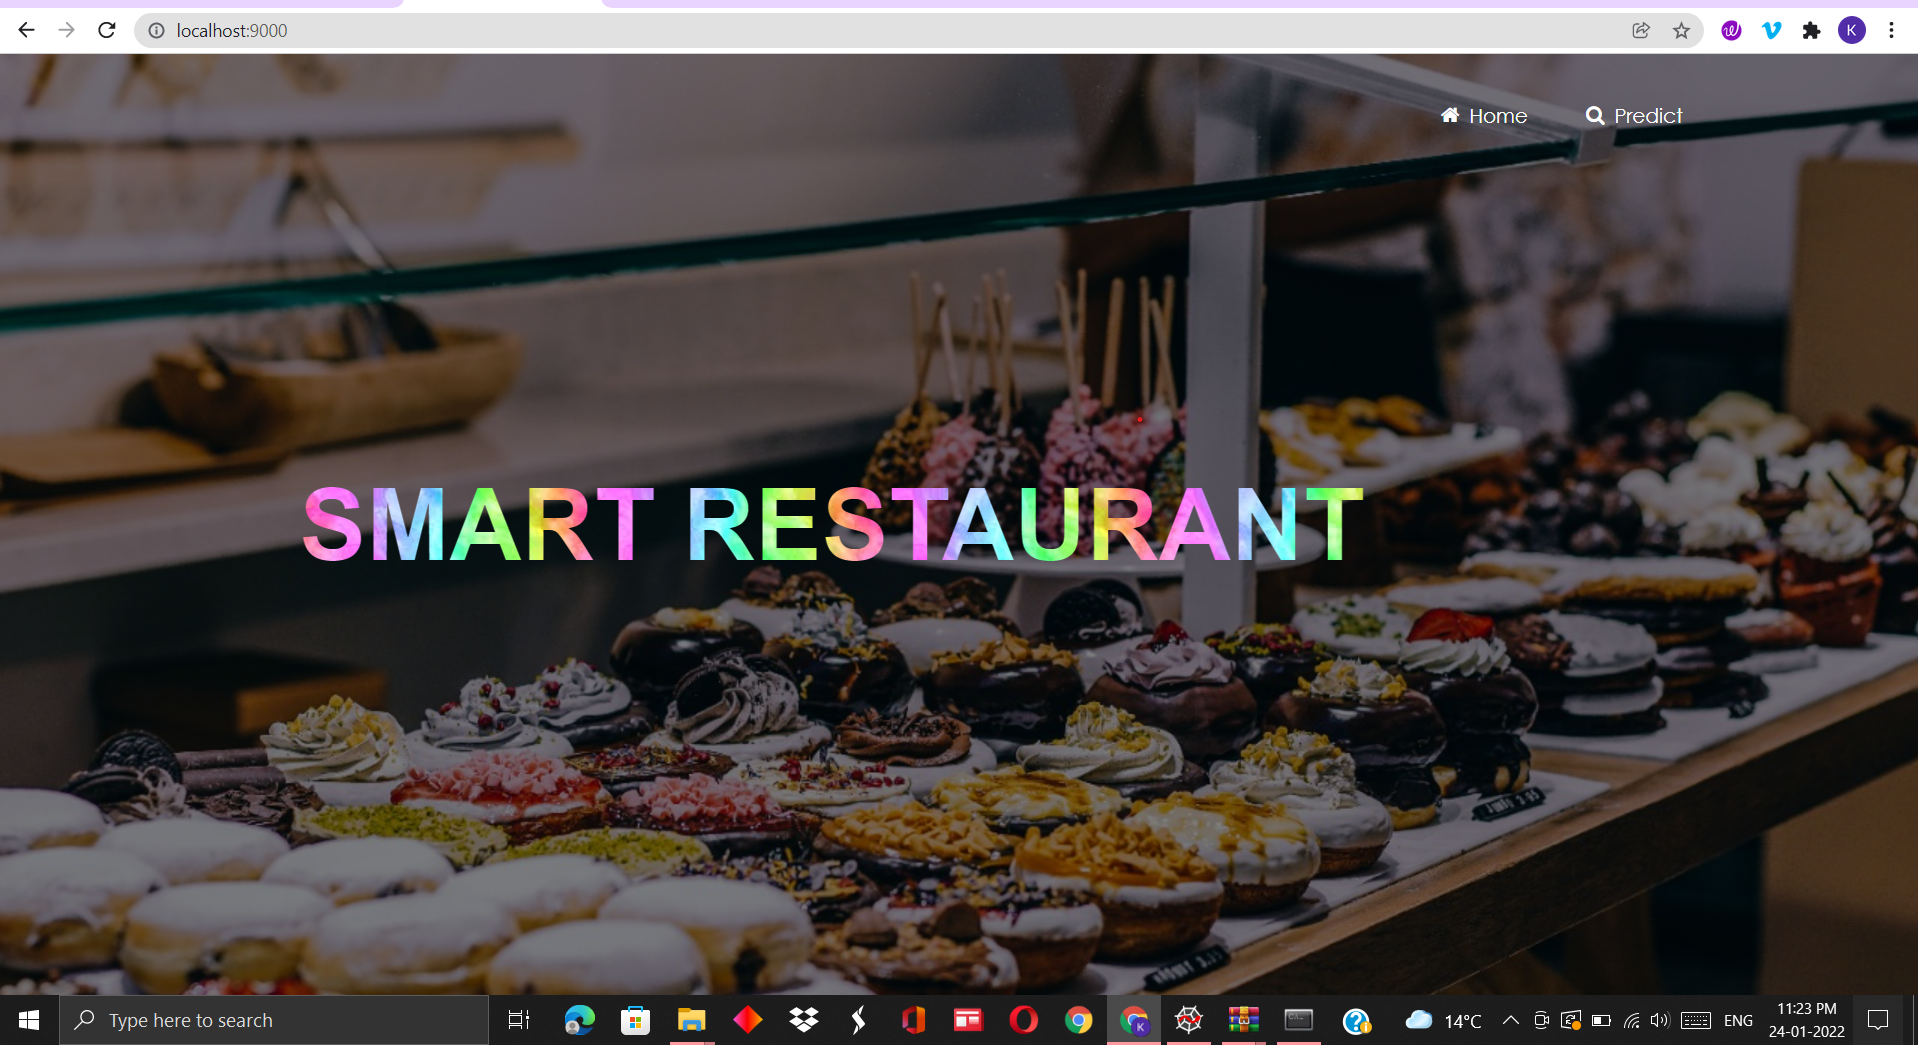 localhost:9000
K
Home
Predict
SMART RESTAURANT
Type here to search
K
14°C
ENG
11:23 PM
24-01-2022